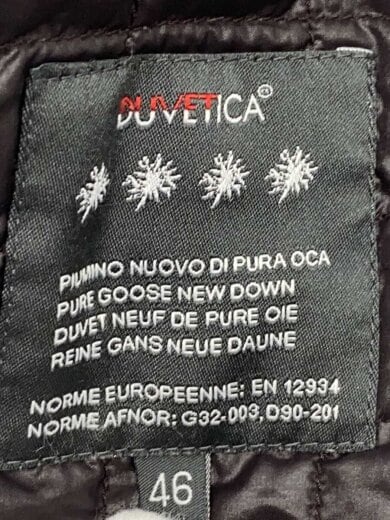 DUVETICA®
PIUMINO NUOVO DI PURA OCA
PURE GOOSE NEW DOWN
DUVET NEUF DE PURE OIE
REINE GANS NEUE DAUNE
NORME EUROPEENNE: EN 12934
NORME AFNOR: G32-003, D90-201
46